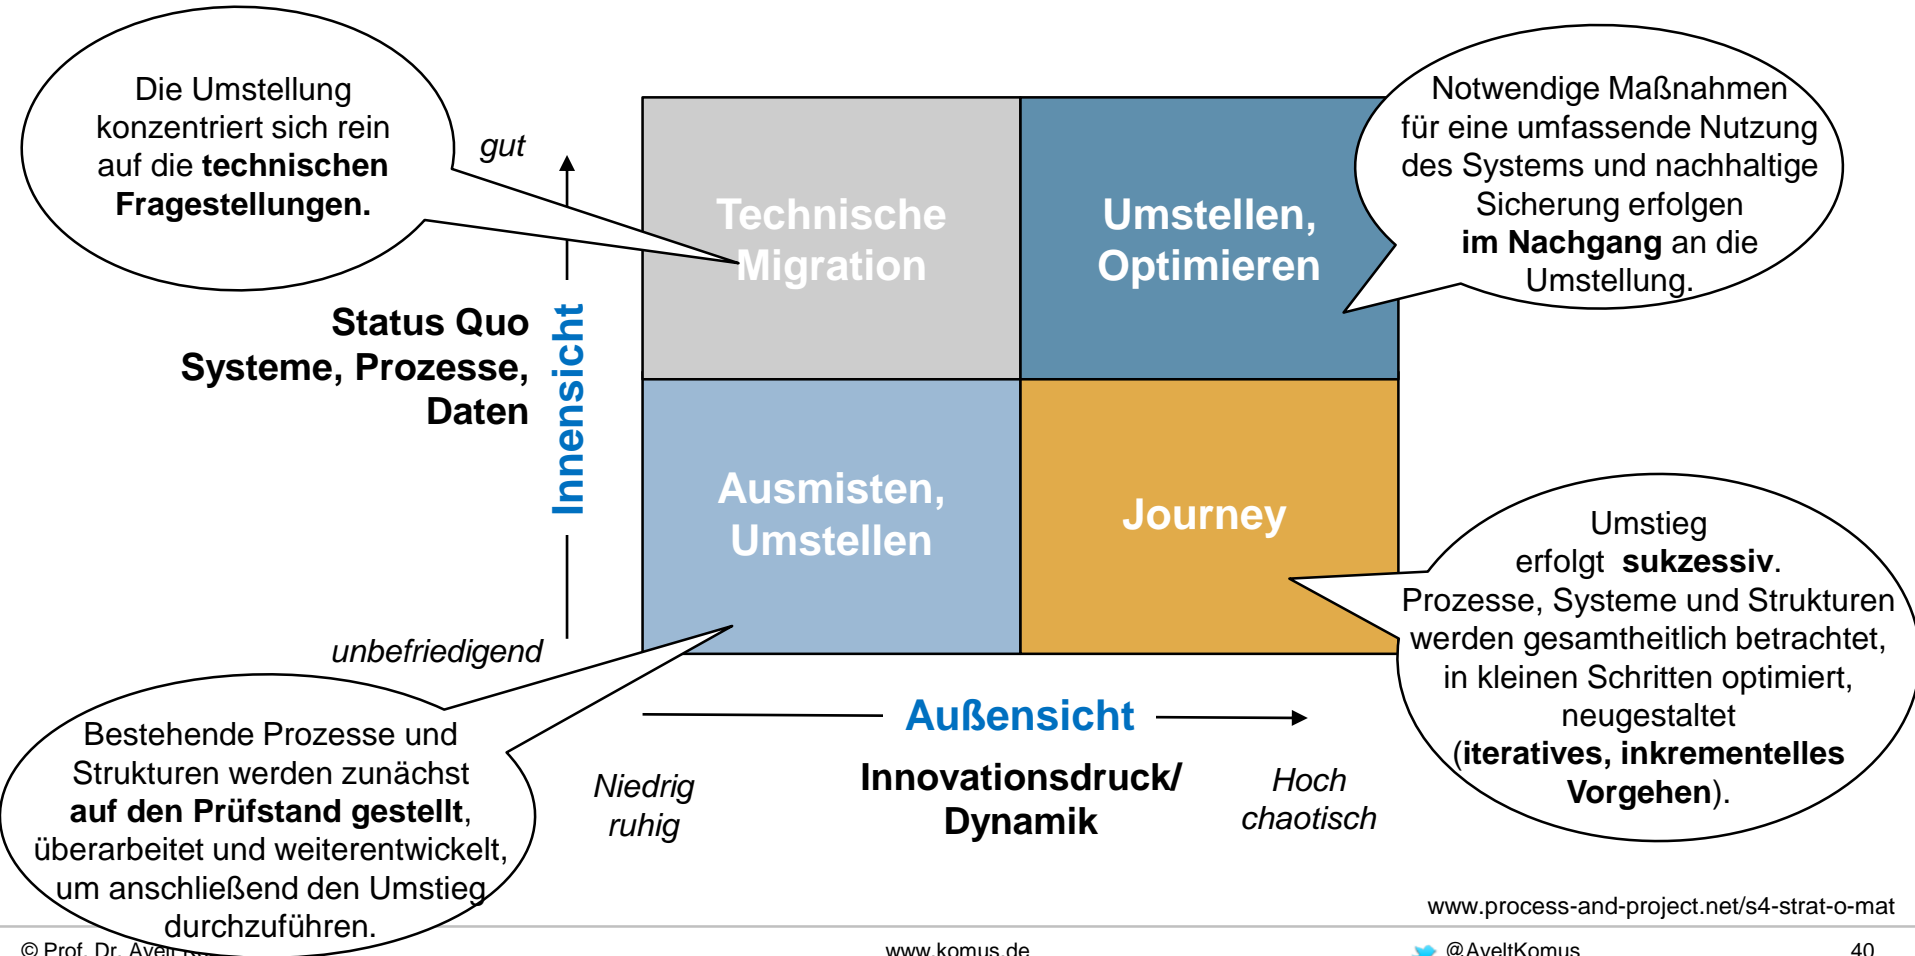 Die Umstellung
konzentriert sich rein
auf die technischen
Fragestellungen.
gut
Technische
Migration
Umstellen,
Optimieren
Notwendige Maßnahmen
für eine umfassende Nutzung
des Systems und nachhaltige
Sicherung erfolgen
im Nachgang an die
Umstellung.
Status Quo
Systeme, Prozesse,
Daten
Innensicht
Ausmisten,
Umstellen
Journey
Umstieg
erfolgt sukzessiv.
Prozesse, Systeme und Strukturen
werden gesamtheitlich betrachtet,
in kleinen Schritten optimiert,
neugestaltet
(iteratives, inkrementelles
Vorgehen).
unbefriedigend
Bestehende Prozesse und
Strukturen werden zunächst
auf den Prüfstand gestellt,
überarbeitet und weiterentwickelt,
um anschließend den Umstieg
durchzuführen.
Außensicht
Niedrig
ruhig
Innovationsdruck/
Dynamik
Hoch
chaotisch
www.process-and-project.net/s4-strat-o-mat
© Prof. Dr. Ayelt
www.komus.de
@AyeltKomus
40